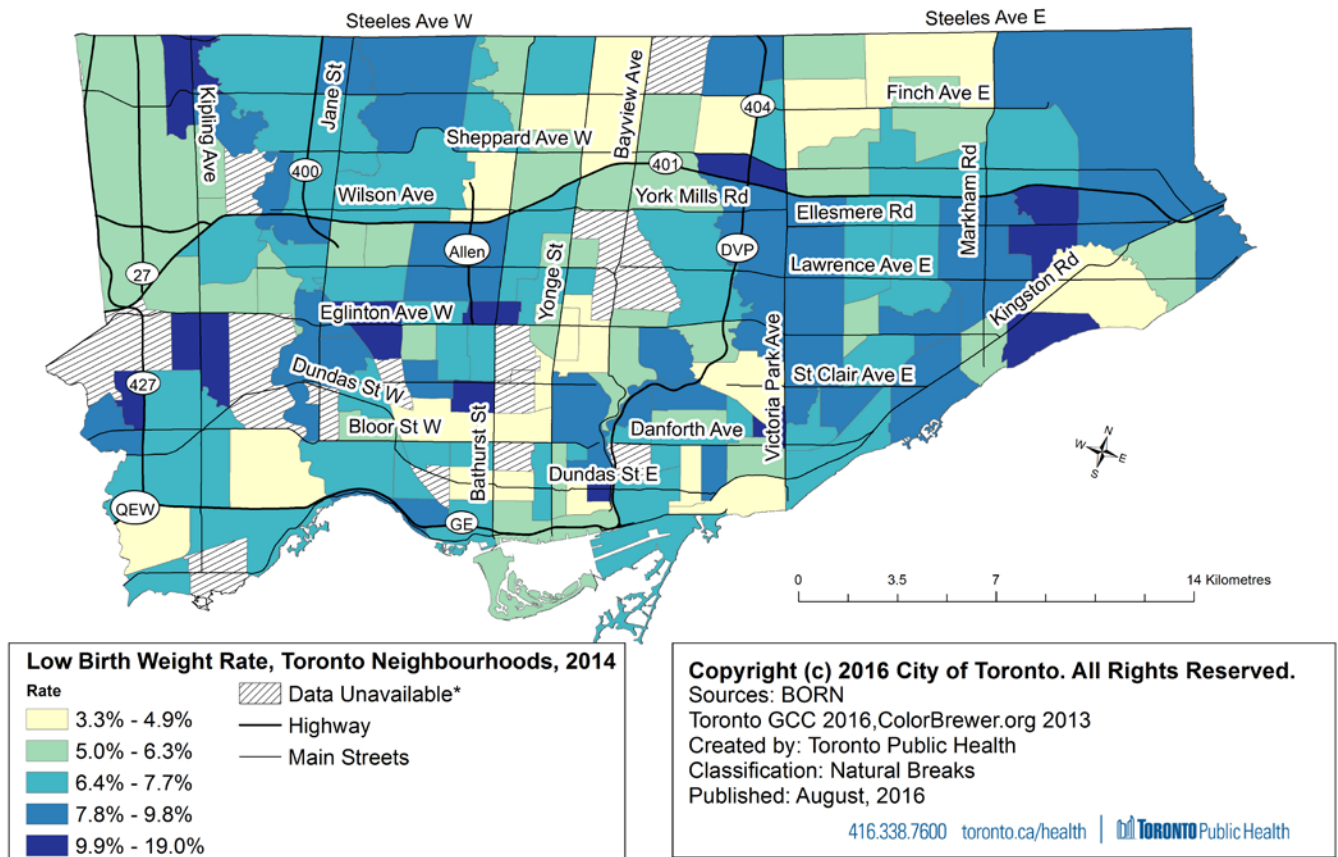 Steeles Ave W
Steeles Ave E
Kipling Ave
Jane St
Bayview Ave
404
Finch Ave E
Sheppard Ave W
400
401
Markham Rd
Wilson Ave
York Mills Rd
Ellesmere Rd
27
Allen
Yonge St
DVP
Lawrence Ave E
Eglinton Ave W
Kingston Rd
427
Dundas St W
Victoria Park Ave
St Clair Ave E
Bloor St W
Bathurst St
Danforth Ave
Dundas St E
N
W
E
S
QEW
GE
0
3.5
7
14 Kilometres
Low Birth Weight Rate, Toronto Neighbourhoods, 2014
Rate
3.3% - 4.9%
5.0% - 6.3%
6.4% - 7.7%
7.8% - 9.8%
9.9% - 19.0%
Data Unavailable*
Highway
Main Streets
Copyright (c) 2016 City of Toronto. All Rights Reserved.
Sources: BORN
Toronto GCC 2016,ColorBrewer.org 2013
Created by: Toronto Public Health
Classification: Natural Breaks
Published: August, 2016
416.338.7600 toronto.ca/health | TORONTO Public Health